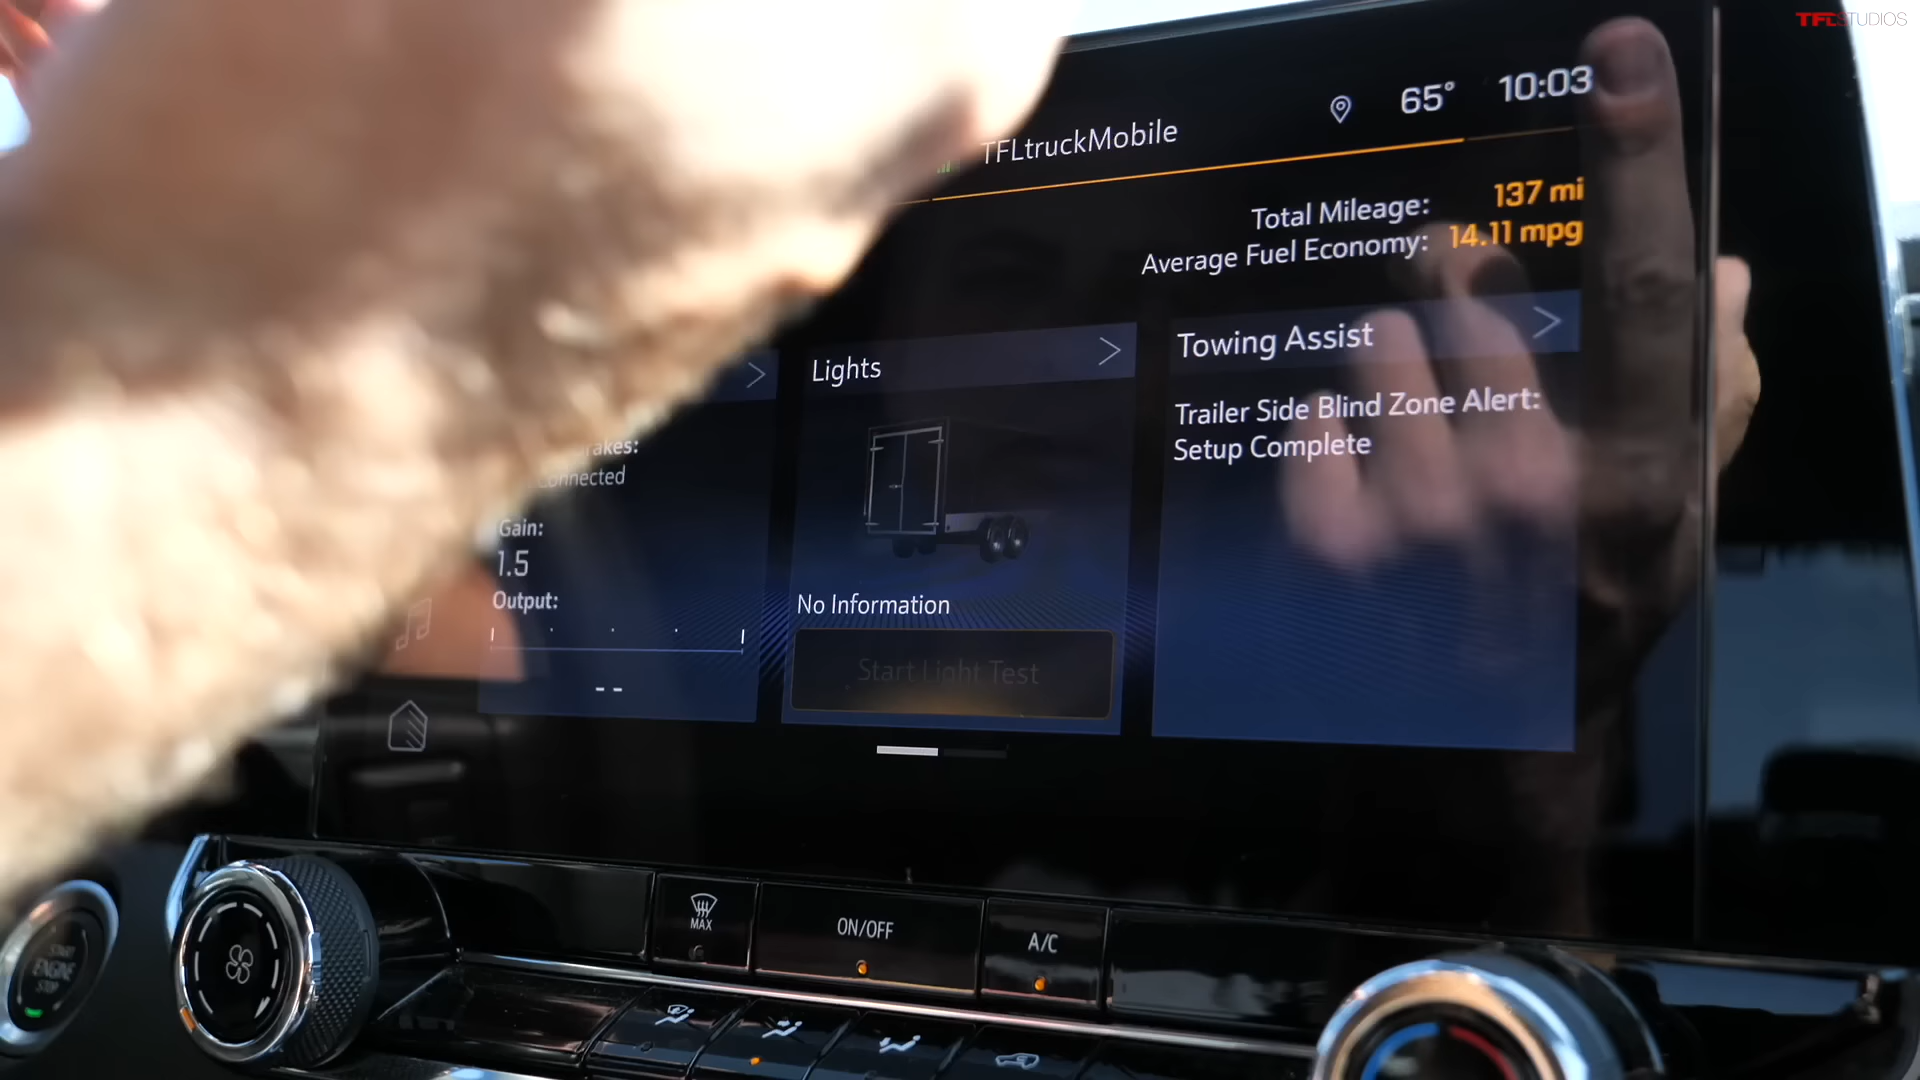 TFLSTUDIOS
65° 10:03
TFLtruckMobile
Total Mileage: 137 mi
Average Fuel Economy: 14.11 mpg
Lights
Towing Assist
Trailer Side Blind Zone Alert:
Setup Complete
Gain:
1.5
Output:
--
No Information
Start Light Test
MAX
ON/OFF
A/C
START
ENGINE
STOP